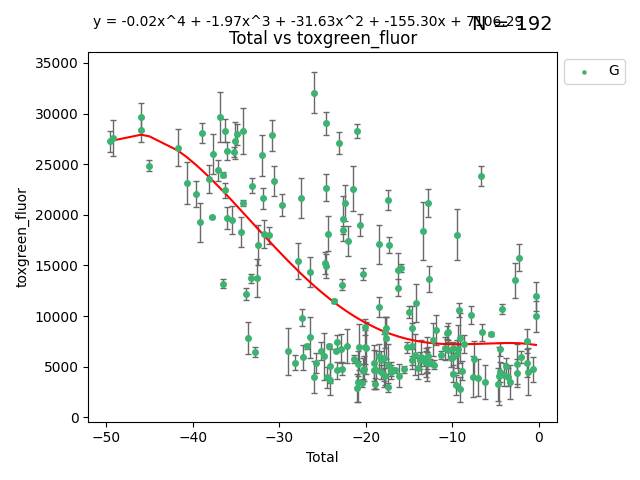 y = -0.02x^4 + -1.97x^3 + -31.63x^2 + -155.30x + 7106.29
N = 192
Total vs toxgreen_fluor
G
35000
30000
25000
20000
15000
10000
5000
0
toxgreen_fluor
−50
−40
−30
−20
−10
0
Total